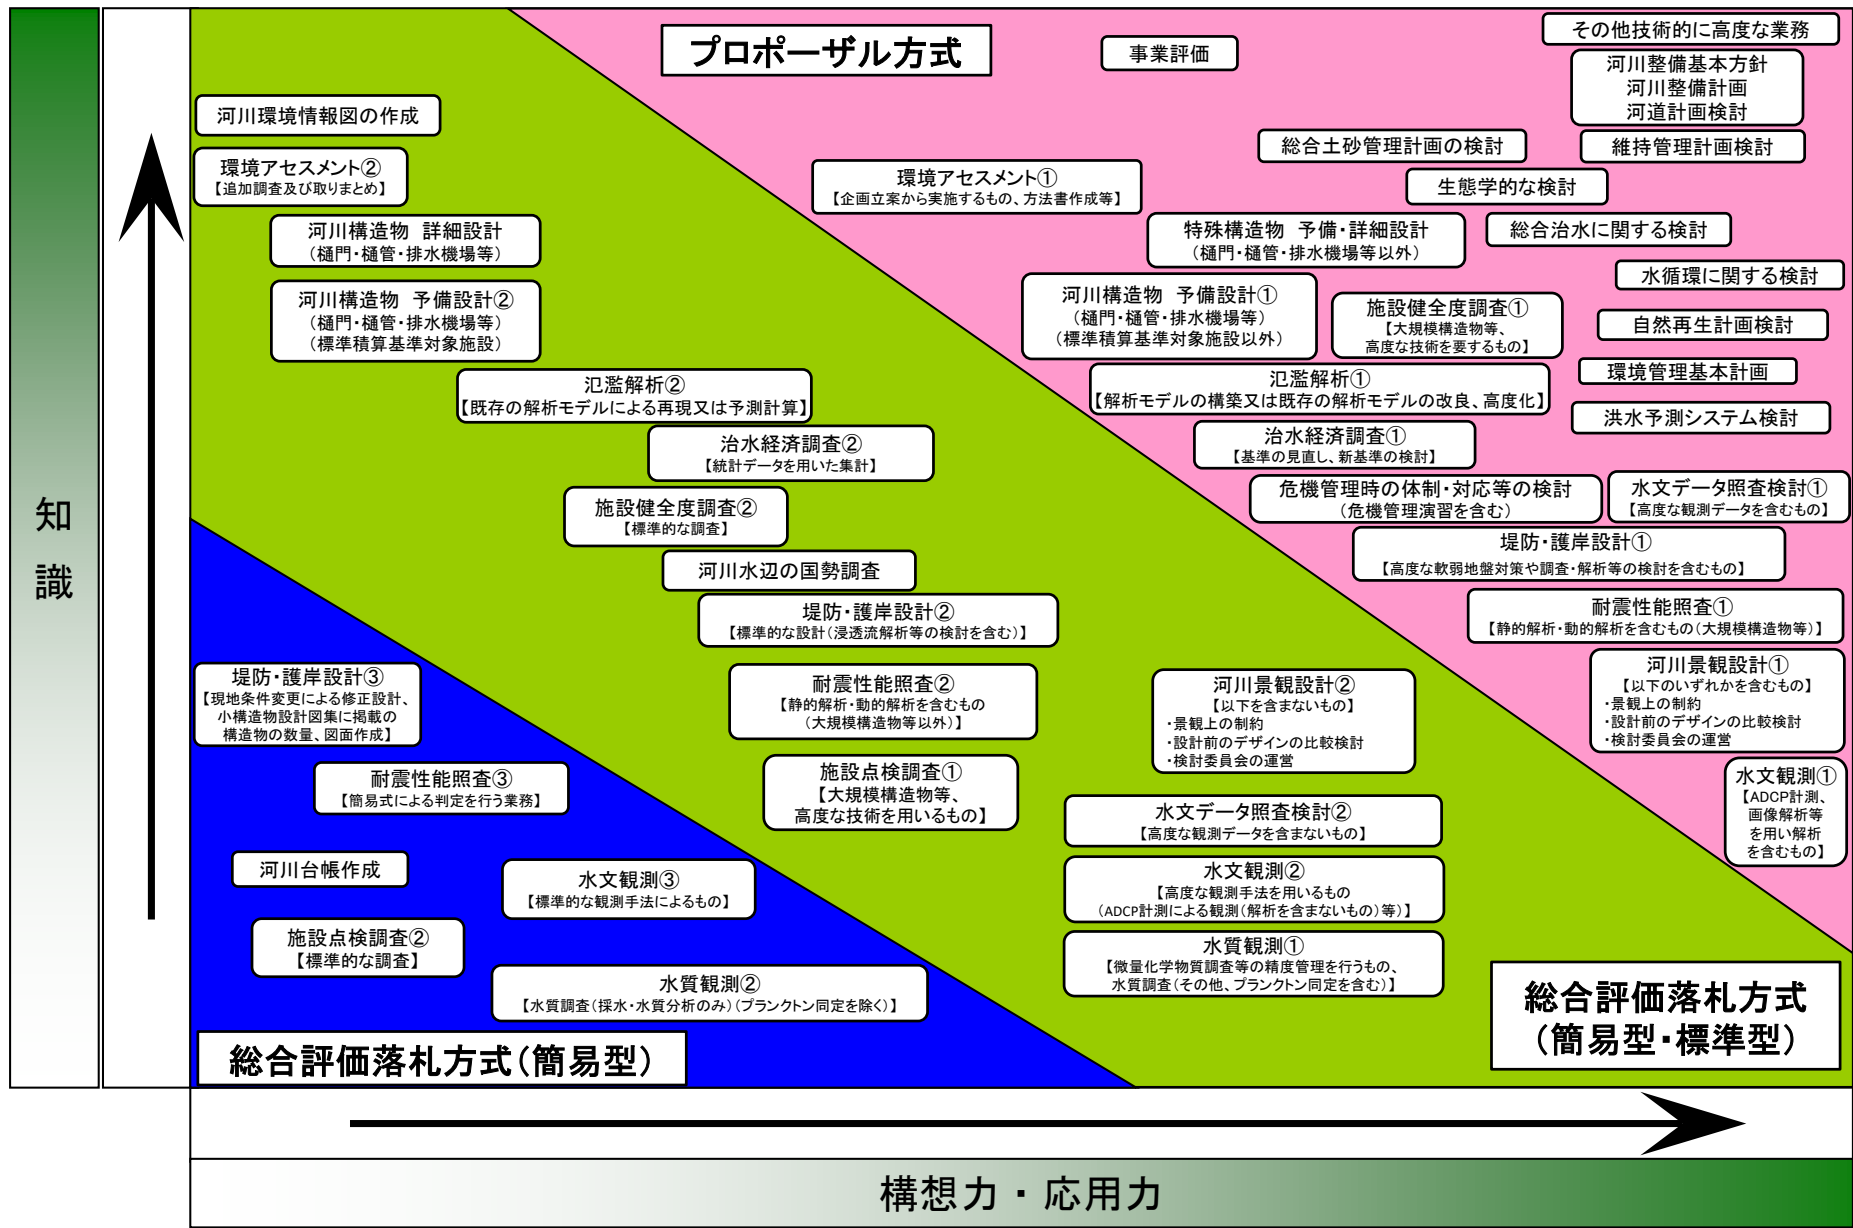 知
識
プロポーザル方式
事業評価
その他技術的に高度な業務
河川整備基本方針
河川整備計画
河道計画検討
総合土砂管理計画の検討
維持管理計画検討
環境アセスメント①
【企画立案から実施するもの、方法書作成等】
生態学的な検討
特殊構造物 予備・詳細設計
（樋門・樋管・排水機場等以外）
総合治水に関する検討
水循環に関する検討
河川構造物 予備設計①
（樋門・樋管・排水機場等）
（標準積算基準対象施設以外）
施設健全度調査①
【大規模構造物等、
高度な技術を要するもの】
自然再生計画検討
氾濫解析①
【解析モデルの構築又は既存の解析モデルの改良、高度化】
環境管理基本計画
洪水予測システム検討
治水経済調査①
【基準の見直し、新基準の検討】
危機管理時の体制・対応等の検討
（危機管理演習を含む）
水文データ照査検討①
【高度な観測データを含むもの】
堤防・護岸設計①
【高度な軟弱地盤対策や調査・解析等の検討を含むもの】
耐震性能照査①
【静的解析・動的解析を含むもの（大規模構造物等）】
河川景観設計①
【以下のいずれかを含むもの】
・景観上の制約
・設計前のデザインの比較検討
・検討委員会の運営
水文観測①
【ADCP計測、
画像解析等
を用い解析
を含むもの】
河川環境情報図の作成
環境アセスメント②
【追加調査及び取りまとめ】
河川構造物 詳細設計
（樋門・樋管・排水機場等）
河川構造物 予備設計②
（樋門・樋管・排水機場等）
（標準積算基準対象施設）
氾濫解析②
【既存の解析モデルによる再現又は予測計算】
治水経済調査②
【統計データを用いた集計】
施設健全度調査②
【標準的な調査】
河川水辺の国勢調査
堤防・護岸設計②
【標準的な設計（浸透流解析等の検討を含む）】
耐震性能照査②
【静的解析・動的解析を含むもの
（大規模構造物等以外）】
河川景観設計②
【以下を含まないもの】
・景観上の制約
・設計前のデザインの比較検討
・検討委員会の運営
施設点検調査①
【大規模構造物等、
高度な技術を用いるもの】
水文データ照査検討②
【高度な観測データを含まないもの】
水文観測②
【高度な観測手法を用いるもの
（ADCP計測による観測（解析を含まないもの）等）】
水質観測①
【微量化学物質調査等の精度管理を行うもの、
水質調査（その他、プランクトン同定を含む）】
総合評価落札方式
（簡易型・標準型）
堤防・護岸設計③
【現地条件変更による修正設計、
小構造物設計図集に掲載の
構造物の数量、図面作成】
耐震性能照査③
【簡易式による判定を行う業務】
河川台帳作成
水文観測③
【標準的な観測手法によるもの】
施設点検調査②
【標準的な調査】
水質観測②
【水質調査（採水・水質分析のみ）（プランクトン同定を除く）】
総合評価落札方式（簡易型）
構想力・応用力